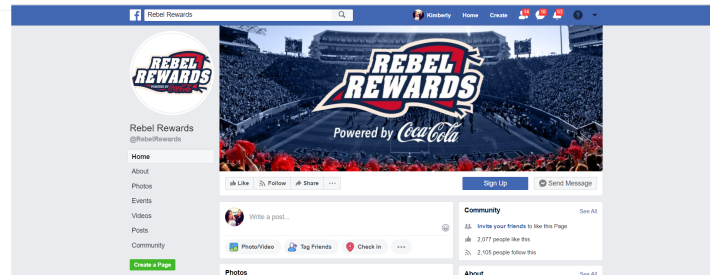 Rebel Rewards
Kimberly
Home
Create
REBEL
REWARDS
POWERED BY Coca-Cola
REBEL
REWARDS
Powered by Coca-Cola
Rebel Rewards
@RebelRewards
Home
About
Photos
Events
Videos
Posts
Community
Create a Page
Like
Follow
Share
Sign Up
Send Message
Write a post...
Photo/Video
Tag Friends
Check in
Photos
Community
See All
Invite your friends to like this Page
2,077 people like this
2,105 people follow this
About
See All